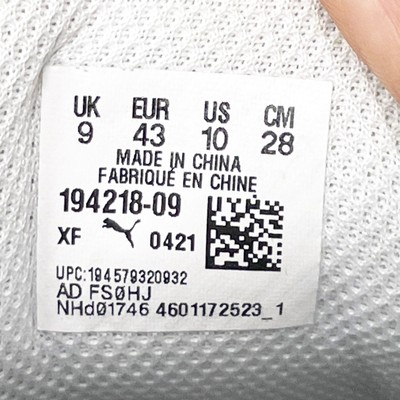 UK EUR US CM
9 43 10 28
MADE IN CHINA
FABRIQUÉ EN CHINE
194218-09
XF 0421
UPC:194579320932
AD FSØHJ
NHd01746 4601172523_1